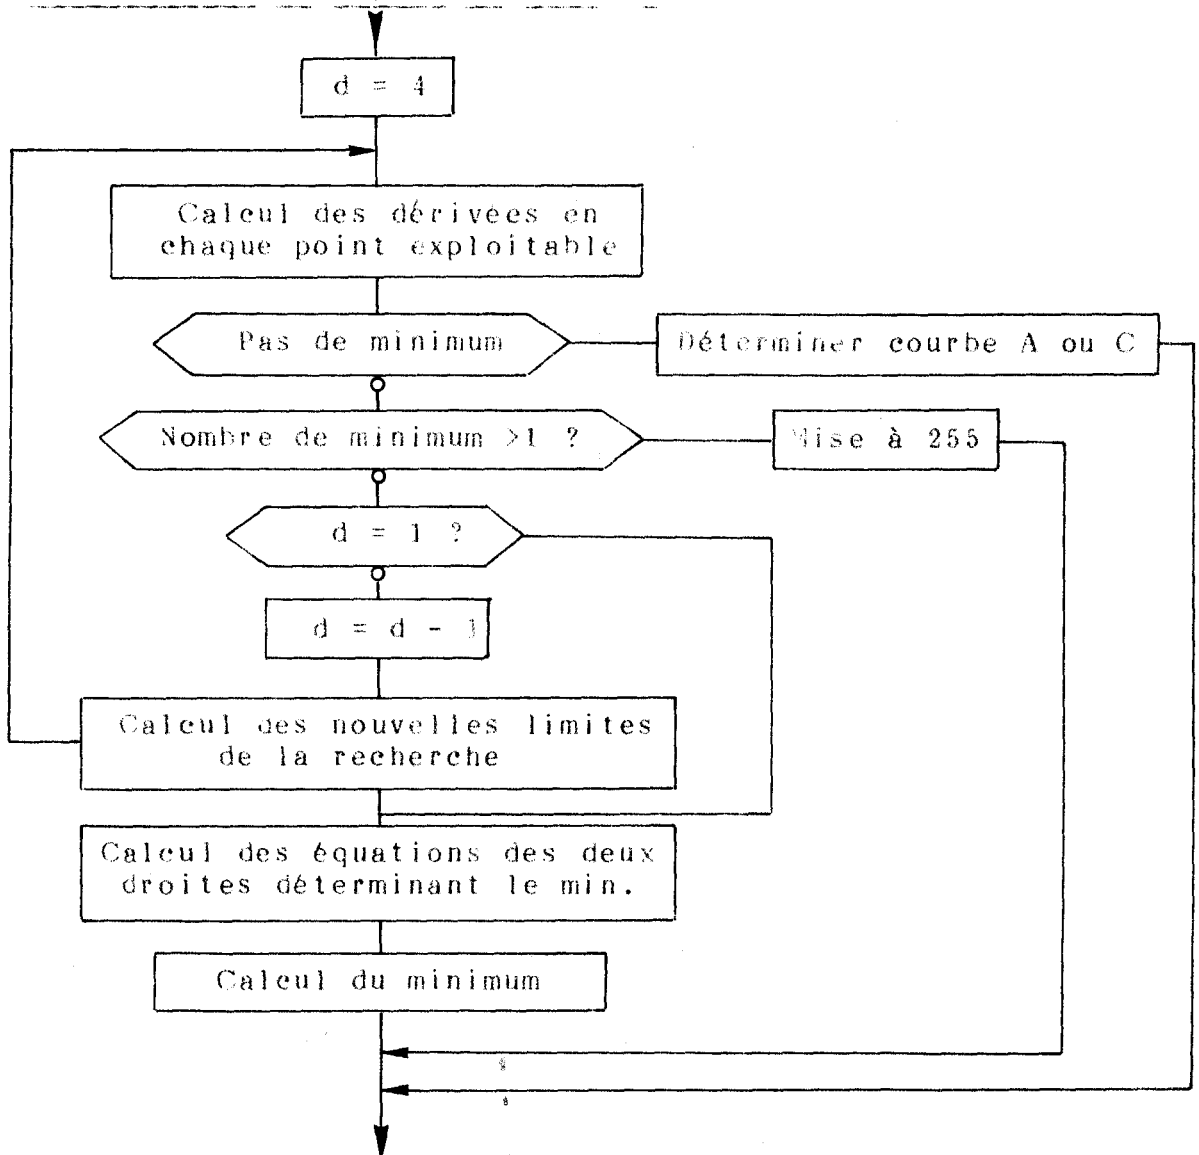 d = 4
Calcul des dérivées en
chaque point exploitable
Pas de minimum
Déterminer courbe A ou C
Nombre de minimum >1 ?
Mise à 255
d = 1 ?
d = d - 1
Calcul des nouvelles limites
de la recherche
Calcul des équations des deux
droites déterminant le min.
Calcul du minimum